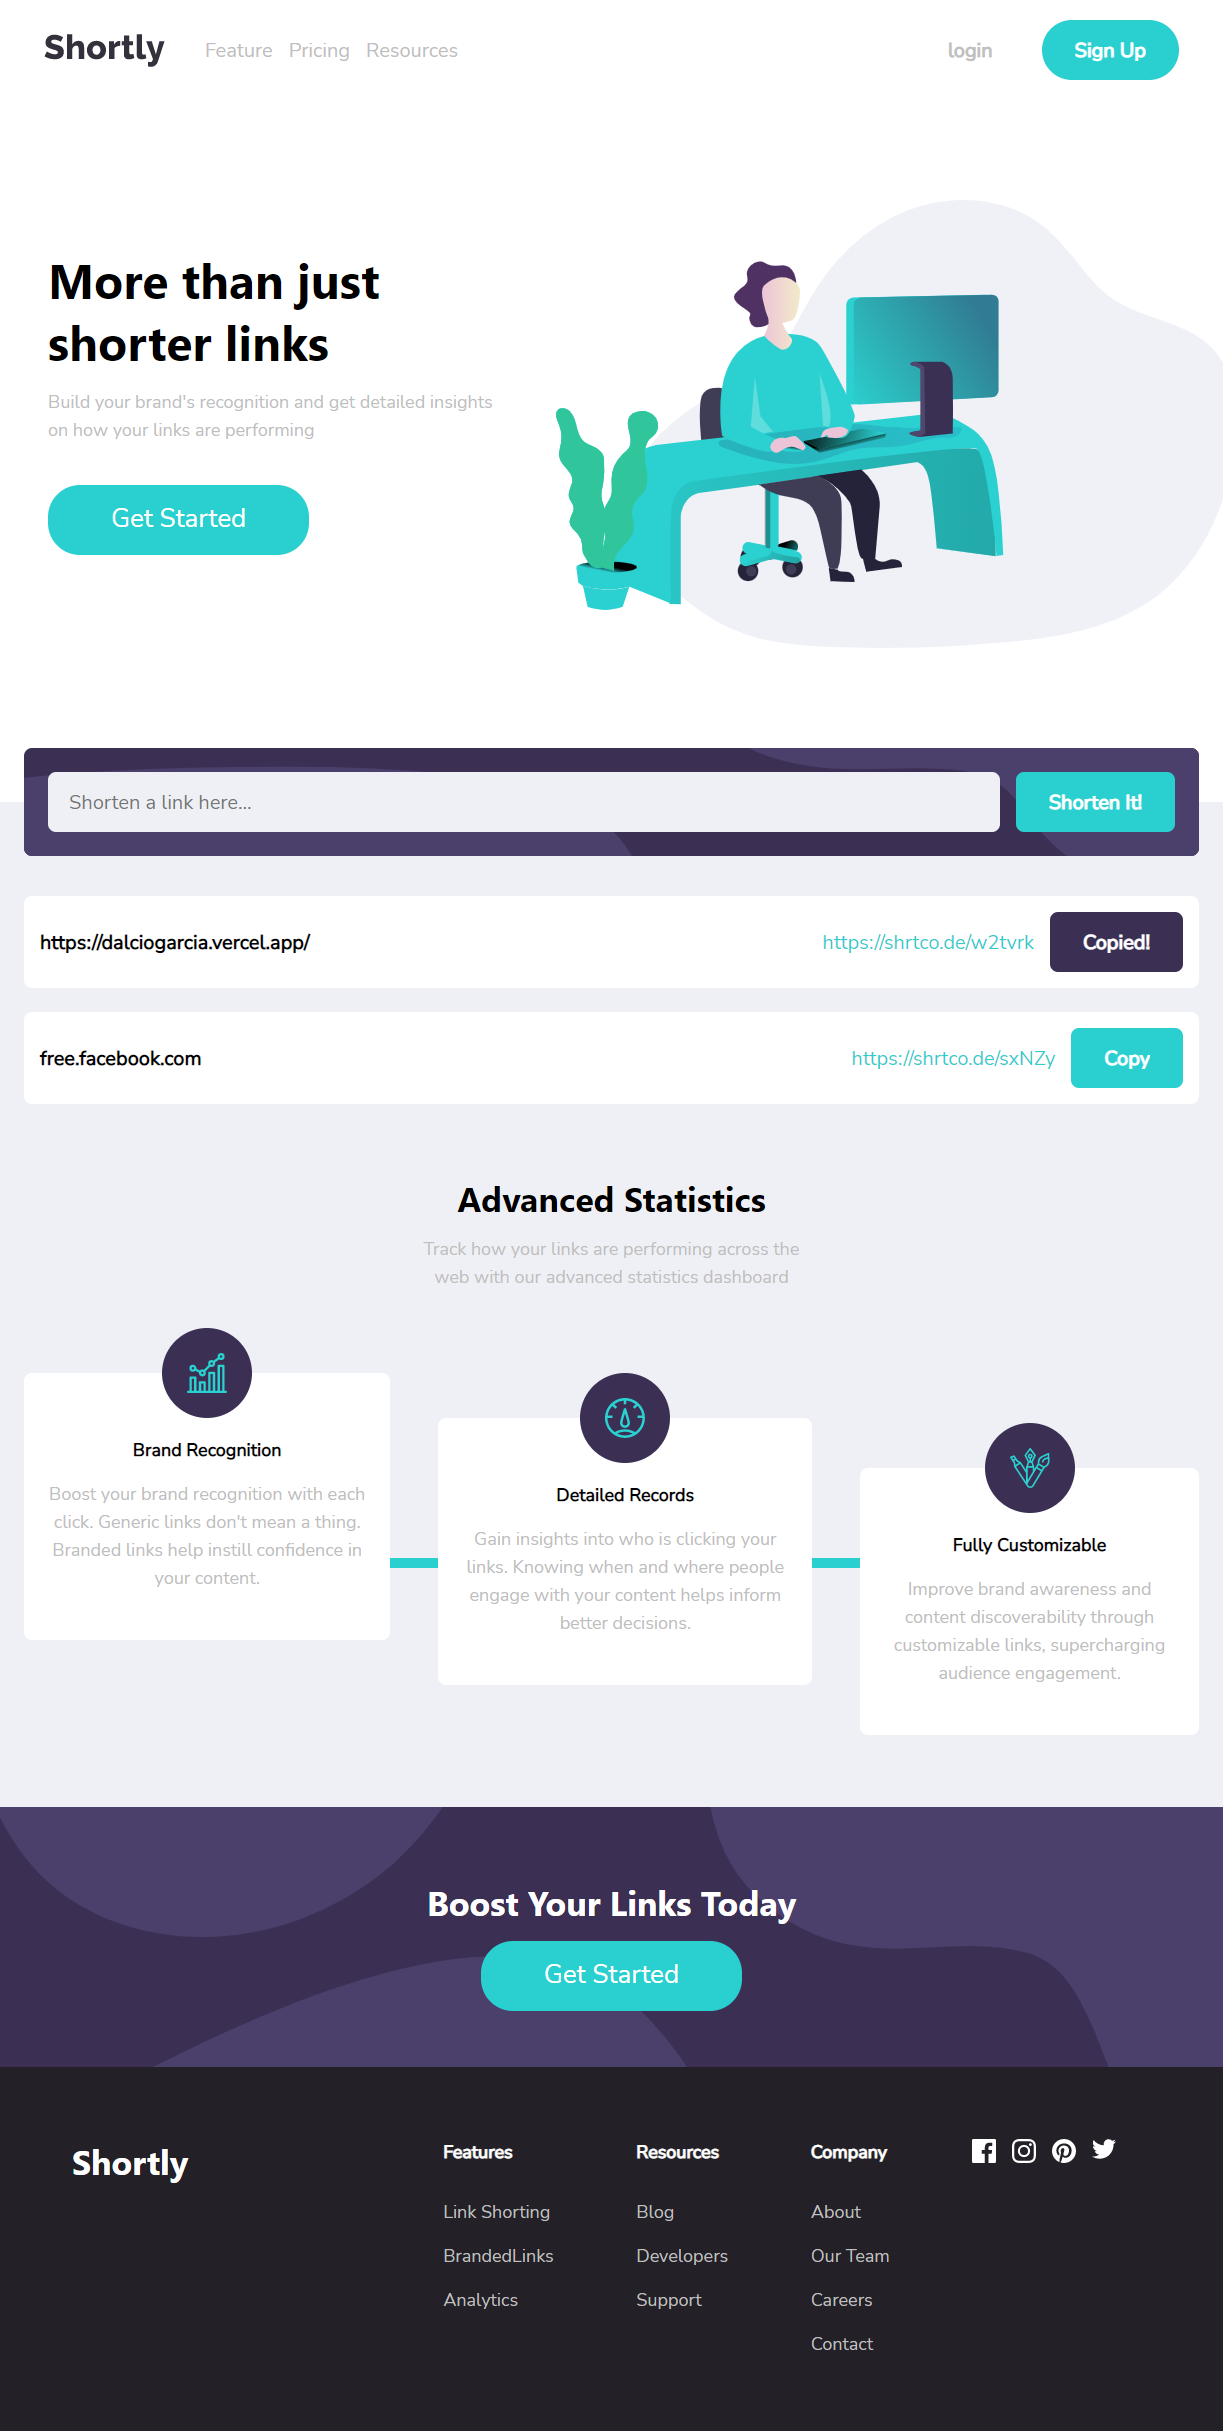 Shortly
Feature Pricing Resources
login
Sign Up
More than just
shorter links
Build your brand's recognition and get detailed insights
on how your links are performing
Get Started
Shorten a link here...
Shorten It!
https://dalciogarcia.vercel.app/
https://shrtco.de/w2tvrk
Copied!
free.facebook.com
https://shrtco.de/sxNZy
Copy
Advanced Statistics
Track how your links are performing across the
web with our advanced statistics dashboard
Brand Recognition
Boost your brand recognition with each
click. Generic links don't mean a thing.
Branded links help instill confidence in
your content.
Detailed Records
Gain insights into who is clicking your
links. Knowing when and where people
engage with your content helps inform
better decisions.
Fully Customizable
Improve brand awareness and
content discoverability through
customizable links, supercharging
audience engagement.
Boost Your Links Today
Get Started
Shortly
Features
Link Shorting
BrandedLinks
Analytics
Resources
Blog
Developers
Support
Company
About
Our Team
Careers
Contact